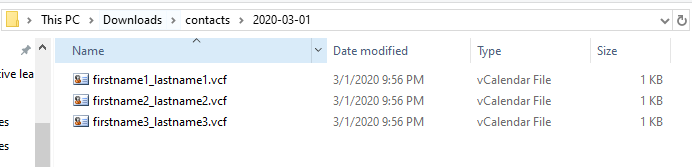 This PC > Downloads > contacts > 2020-03-01
Name Date modified Type Size
tive lea
firstname1_lastname1.vcf 3/1/2020 9:56 PM vCalendar File 1 KB
firstname2_lastname2.vcf 3/1/2020 9:56 PM vCalendar File 1 KB
es firstname3_lastname3.vcf 3/1/2020 9:56 PM vCalendar File 1 KB
es